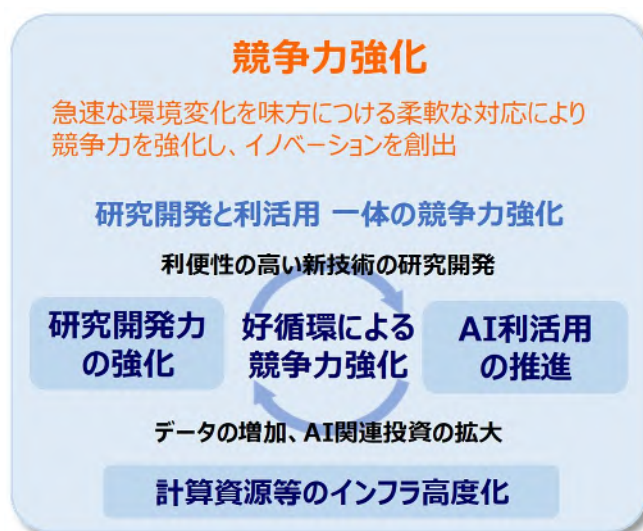 競争力強化
急速な環境変化を味方につける柔軟な対応により
競争力を強化し、イノベーションを創出
研究開発と利活用 一体の競争力強化
利便性の高い新技術の研究開発
研究開発力
の強化
好循環による
競争力強化
AI利活用
の推進
データの増加、AI関連投資の拡大
計算資源等のインフラ高度化